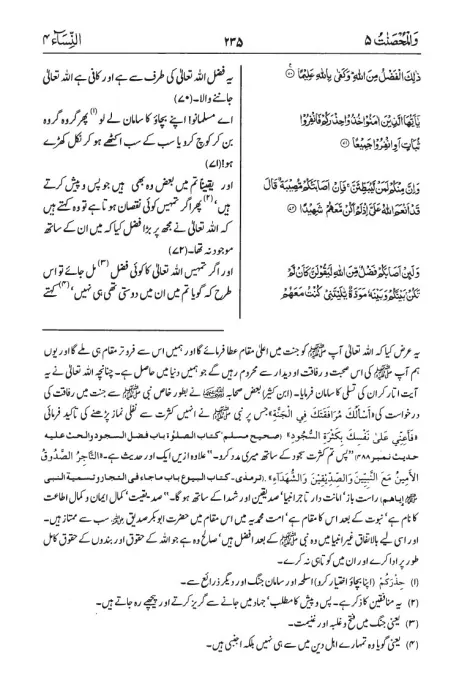 والمحصنٰت ۵
۲۳۵
النِّسَآء ۴
ذٰلِكَ الْفَضْلُ مِنَ اللهِ وَكَفٰى بِاللهِ عَلِيْمًا ۞
يٰٓاَيُّهَا الَّذِيْنَ اٰمَنُوْا خُذُوْا حِذْرَكُمْ فَانْفِرُوْا
ثُبَاتٍ اَوِ انْفِرُوْا جَمِيْعًا ۞
وَاِنَّ مِنْكُمْ لَمَنْ لَّيُبَطِّئَنَّ ۚ فَاِنْ اَصَابَتْكُمْ مُّصِيْبَةٌ قَالَ
قَدْ اَنْعَمَ اللهُ عَلَيَّ اِذْ لَمْ اَكُنْ مَّعَهُمْ شَهِيْدًا ۞
وَلَئِنْ اَصَابَكُمْ فَضْلٌ مِّنَ اللهِ لَيَقُوْلَنَّ كَاَنْ لَّمْ
تَكُنْۢ بَيْنَكُمْ وَبَيْنَهٗ مَوَدَّةٌ يّٰلَيْتَنِيْ كُنْتُ مَعَهُمْ
یہ فضل اللہ تعالیٰ کی طرف سے ہے اور کافی ہے اللہ تعالیٰ
جاننے والا۔ (۷۰)
اے مسلمانو! اپنے بچاؤ کا سامان لے لو (۱) پھر گروہ گروہ
بن کر کوچ کرو یا سب کے سب اکٹھے ہو کر نکل کھڑے
ہو! (۷۱)
اور یقیناً تم میں بعض وہ بھی ہیں جو پس و پیش کرتے
ہیں، (۲) پھر اگر تمہیں کوئی نقصان ہوتا ہے تو وہ کہتے ہیں
کہ اللہ تعالیٰ نے مجھ پر بڑا فضل کیا کہ میں ان کے ساتھ
موجود نہ تھا۔ (۷۲)
اور اگر تمہیں اللہ تعالیٰ کا کوئی فضل (۳) مل جائے تو اس
طرح کہ گویا تم میں ان میں دوستی تھی ہی نہیں، (۴) کہتے
یہ عرض کیا کہ اللہ تعالیٰ آپ ﷺ کو جنت میں اعلیٰ مقام عطا فرمائے گا اور ہمیں اس سے فروتر مقام ہی ملے گا اور یوں
ہم آپ ﷺ کی اس صحبت و رفاقت اور دیدار سے محروم رہیں گے جو ہمیں دنیا میں حاصل ہے۔ چنانچہ اللہ تعالیٰ نے یہ
آیت اتار کر ان کی تسلی کا سامان فرمایا۔ (ابن کثیر) بعض صحابہ ؓ نے بطور خاص نبی ﷺ سے جنت میں رفاقت کی
درخواست کی «أَسْأَلُكَ مُرَافَقَتَكَ فِي الْجَنَّةِ» جس پر نبی ﷺ نے انہیں کثرت سے نفلی نماز پڑھنے کی تاکید فرمائی
«فَأَعِنِّي عَلَىٰ نَفْسِكَ بِكَثْرَةِ السُّجُودِ» (صحیح مسلم، کتاب الصلوٰة باب فضل السجود والحث علیہ
حدیث نمبر ۴۸۸) "پس تم کثرت سجود کے ساتھ میری مدد کرو۔" علاوہ ازیں ایک اور حدیث ہے۔ «التَّاجِرُ الصَّدُوقُ
الأَمِينُ مَعَ النَّبِيِّينَ وَالصِّدِّيقِينَ وَالشُّهَدَاءِ». (ترمذی۔ کتاب البیوع باب ماجاء فی التجار و تسمیة النبی
إیاهم) راست باز، امانت دار تاجر انبیا، صدیقین اور شہدا کے ساتھ ہو گا۔" صدیقیت، کمال ایمان و کمال اطاعت
کا نام ہے، نبوت کے بعد اس کا مقام ہے، امت محمدیہ میں اس مقام میں حضرت ابو بکر صدیق ؓ سب سے ممتاز ہیں۔
اور اسی لیے بالاتفاق غیر انبیا میں وہ نبی ﷺ کے بعد افضل ہیں، صالح وہ ہے جو اللہ کے حقوق اور بندوں کے حقوق کامل
طور پر ادا کرے اور ان میں کوتاہی نہ کرے۔
(۱) حِذْرَكُمْ (اپنا بچاؤ اختیار کرو) اسلحہ اور سامان جنگ اور دیگر ذرائع سے۔
(۲) یہ منافقین کا ذکر ہے۔ پس و پیش کا مطلب، جہاد میں جانے سے گریز کرتے اور پیچھے رہ جاتے ہیں۔
(۳) یعنی جنگ میں فتح و غلبہ اور غنیمت۔
(۴) یعنی گویا وہ تمہارے اہل دین میں سے ہی نہیں بلکہ اجنبی ہیں۔